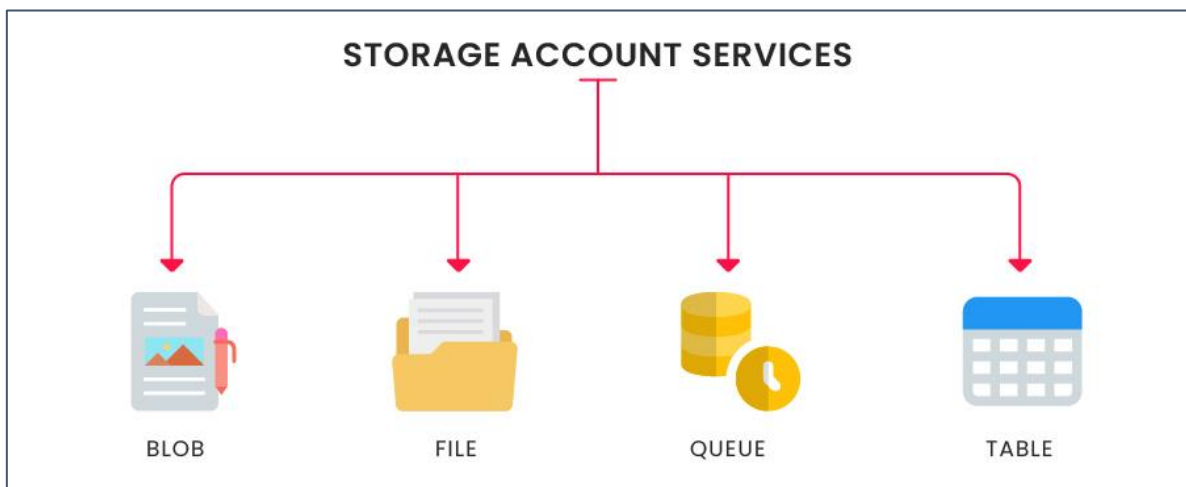 STORAGE ACCOUNT SERVICES
BLOB
FILE
QUEUE
TABLE